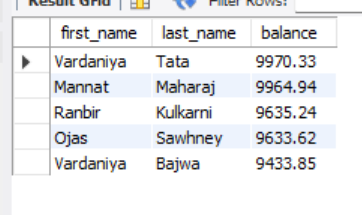 Result Grid Filter Rows:
first_name last_name balance
Vardaniya Tata 9970.33
Mannat Maharaj 9964.94
Ranbir Kulkarni 9635.24
Ojas Sawhney 9633.62
Vardaniya Bajwa 9433.85